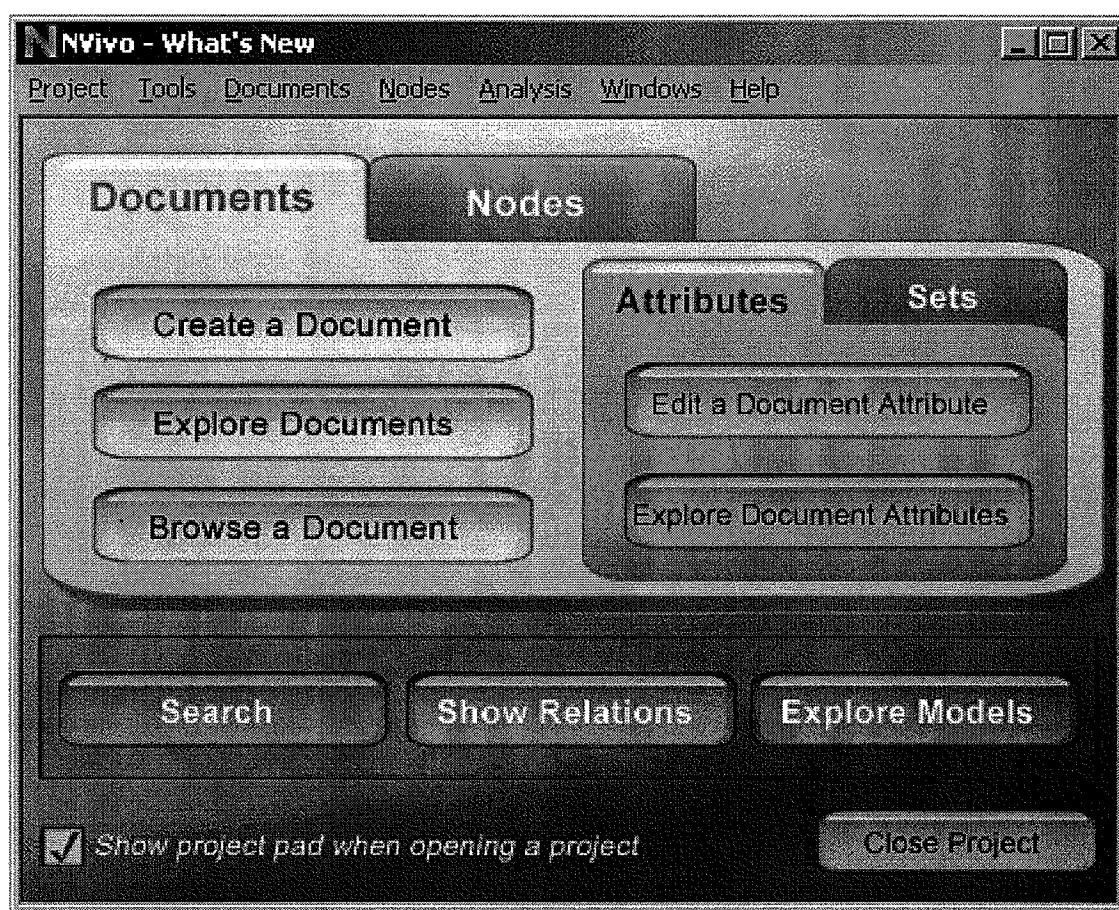 NVivo - What's New
Project Tools Documents Nodes Analysis Windows Help
Documents
Nodes
Create a Document
Explore Documents
Browse a Document
Attributes
Sets
Edit a Document Attribute
Explore Document Attributes
Search
Show Relations
Explore Models
Show project pad when opening a project
Close Project